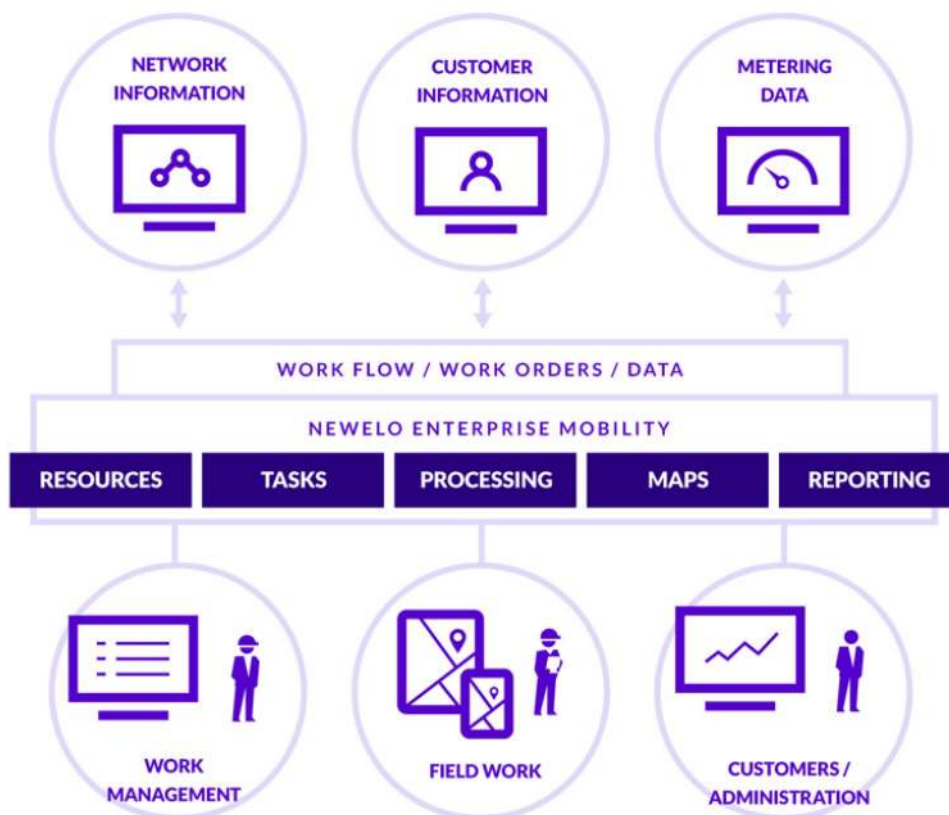 NETWORK
INFORMATION
CUSTOMER
INFORMATION
METERING
DATA
WORK FLOW / WORK ORDERS / DATA
NEWELO ENTERPRISE MOBILITY
RESOURCES
TASKS
PROCESSING
MAPS
REPORTING
WORK
MANAGEMENT
FIELD WORK
CUSTOMERS /
ADMINISTRATION